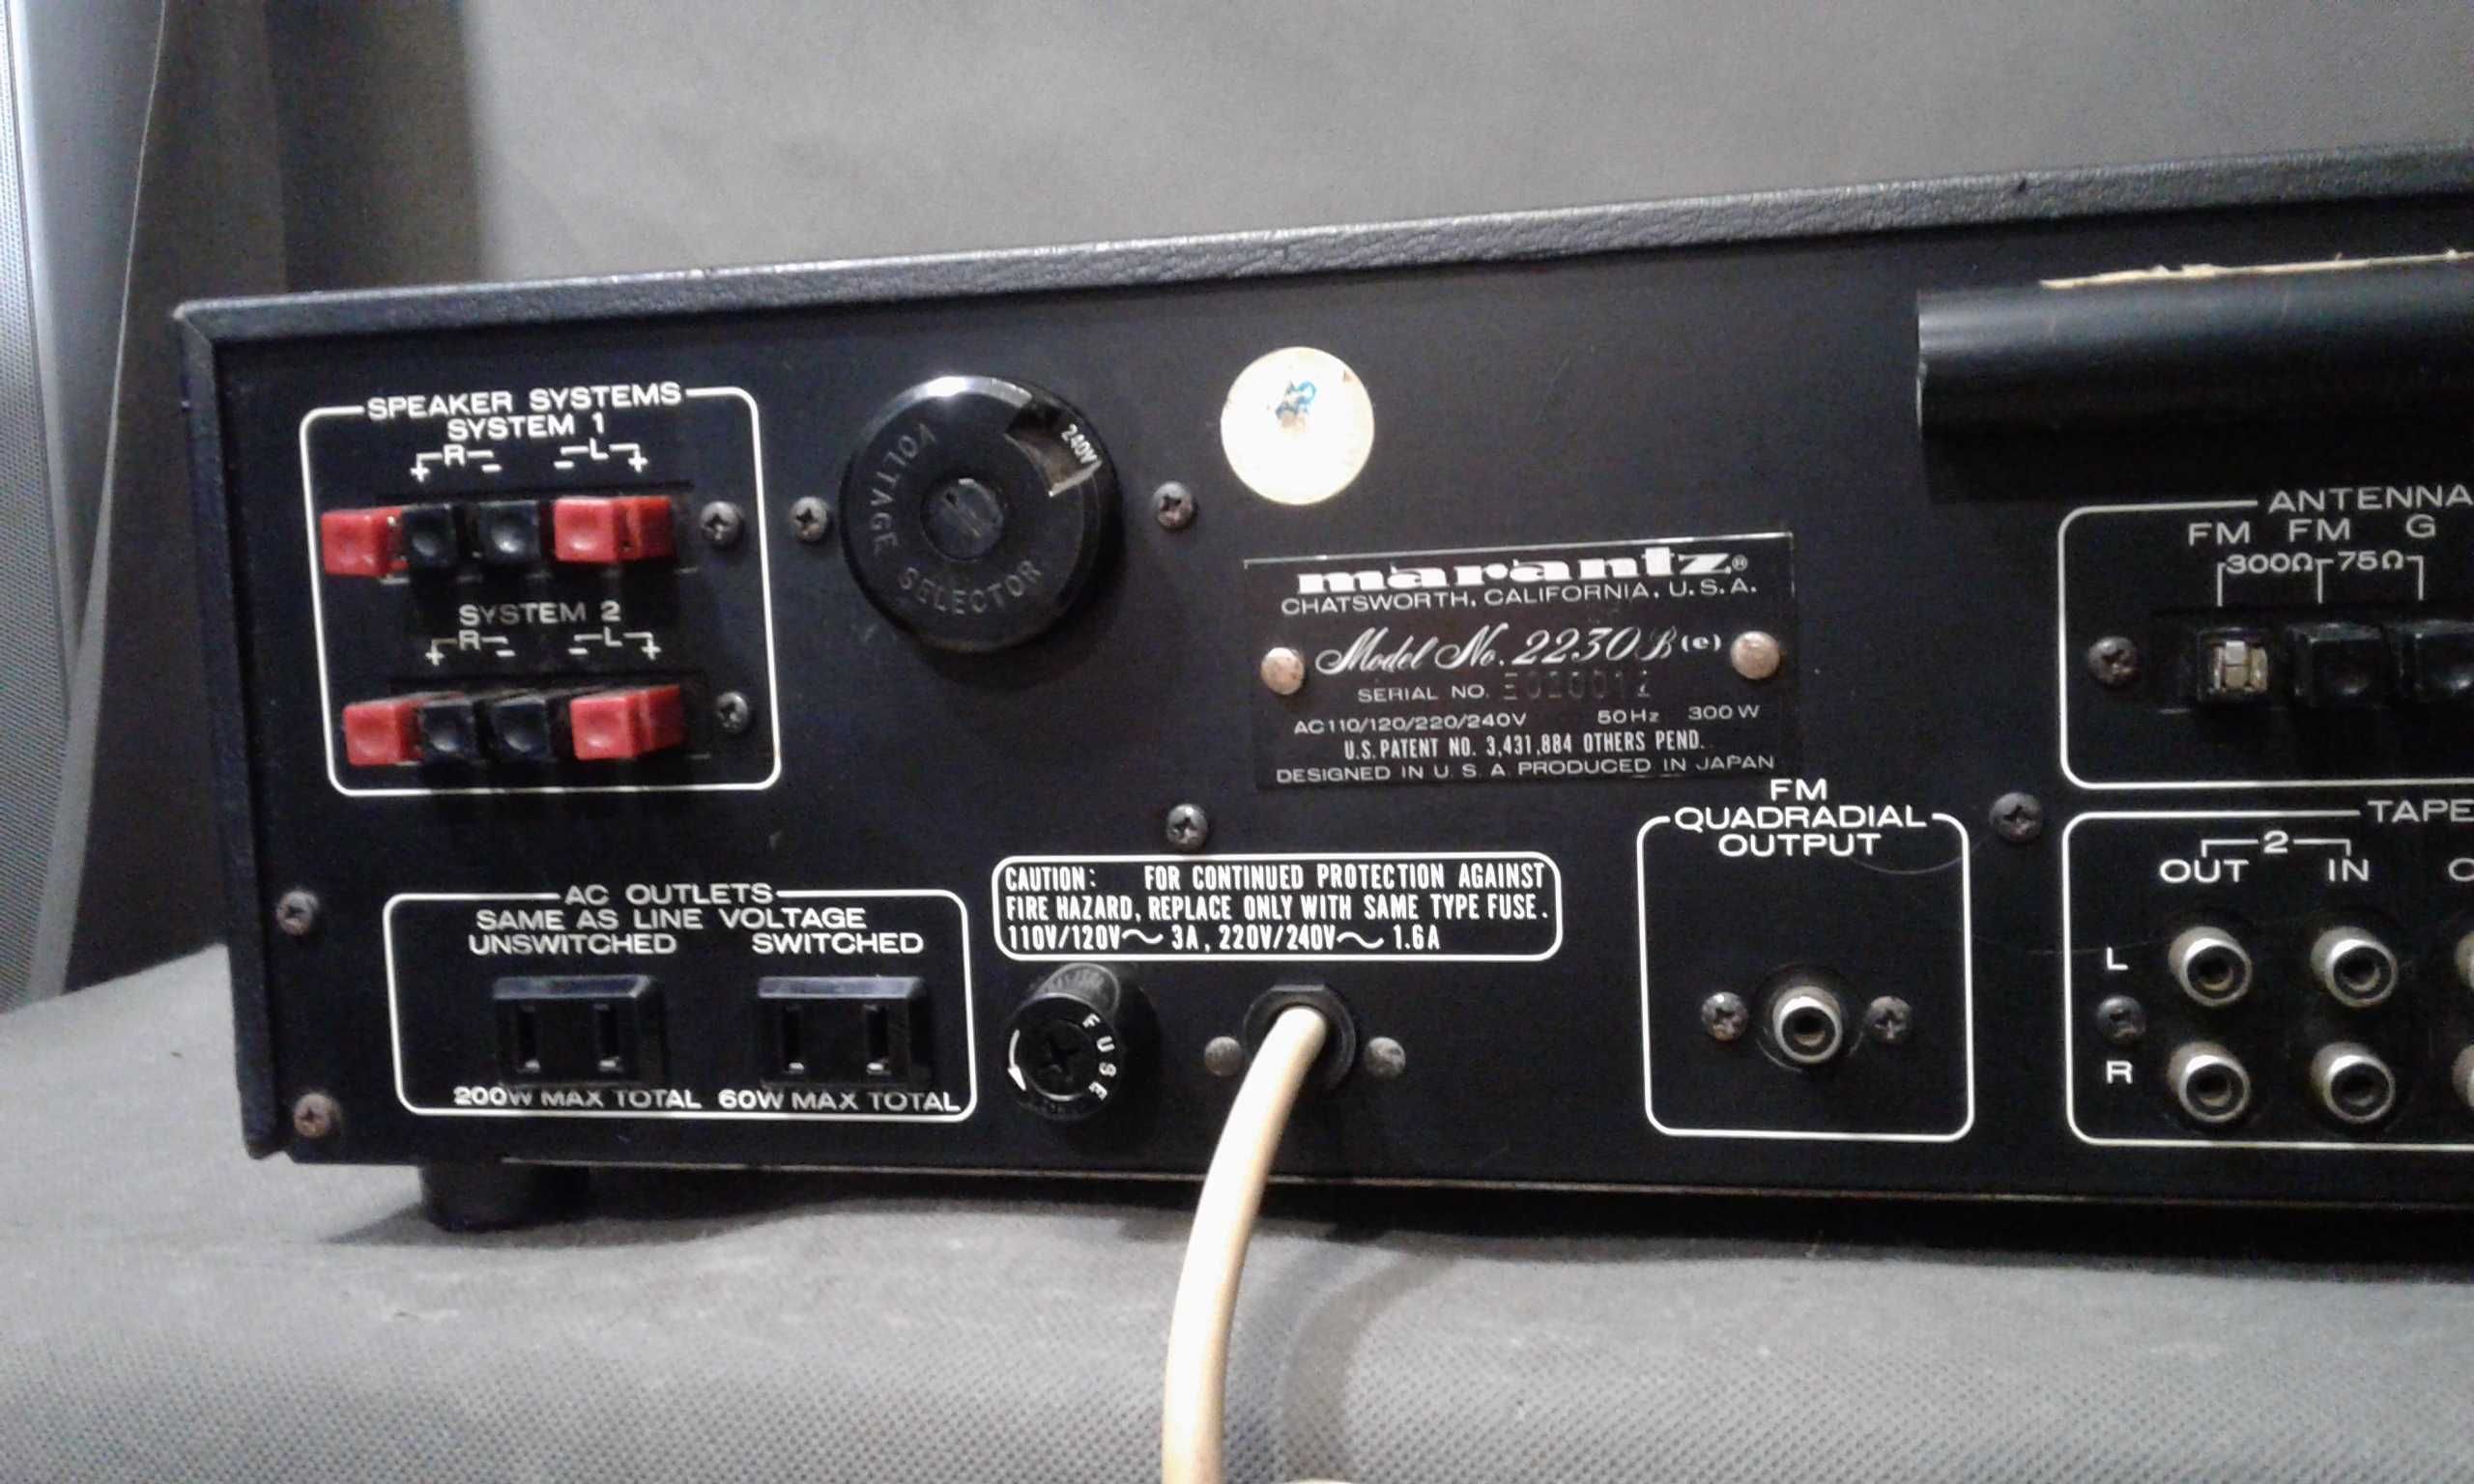 SPEAKER SYSTEMS
SYSTEM 1
+ R - - L +
SYSTEM 2
+ R - - L +
VOLTAGE SELECTOR
240V
marantz®
CHATSWORTH, CALIFORNIA, U.S.A.
Model No. 2230B(e)
SERIAL NO.
AC110/120/220/240V 50Hz 300W
U.S. PATENT NO. 3,431,884 OTHERS PEND.
DESIGNED IN U.S.A. PRODUCED IN JAPAN
ANTENNA
FM FM G
300Ω 75Ω
AC OUTLETS
SAME AS LINE VOLTAGE
UNSWITCHED SWITCHED
200W MAX TOTAL 60W MAX TOTAL
CAUTION: FOR CONTINUED PROTECTION AGAINST
FIRE HAZARD, REPLACE ONLY WITH SAME TYPE FUSE.
110V/120V~ 3A, 220V/240V~ 1.6A
FUSE
FM
QUADRADIAL
OUTPUT
TAPE
2
OUT IN
L
R